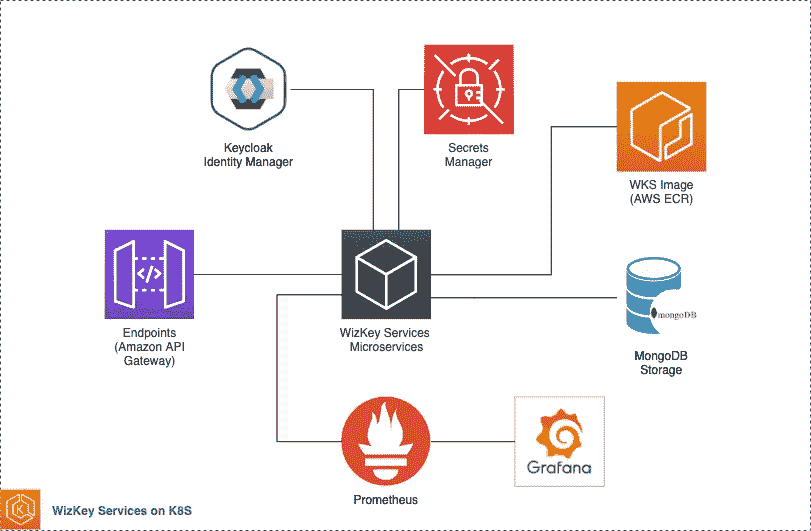 Keycloak
Identity Manager
Secrets
Manager
WKS Image
(AWS ECR)
</>
Endpoints
(Amazon API
Gateway)
WizKey Services
Microservices
mongoDB
MongoDB
Storage
Prometheus
Grafana
K
WizKey Services on K8S